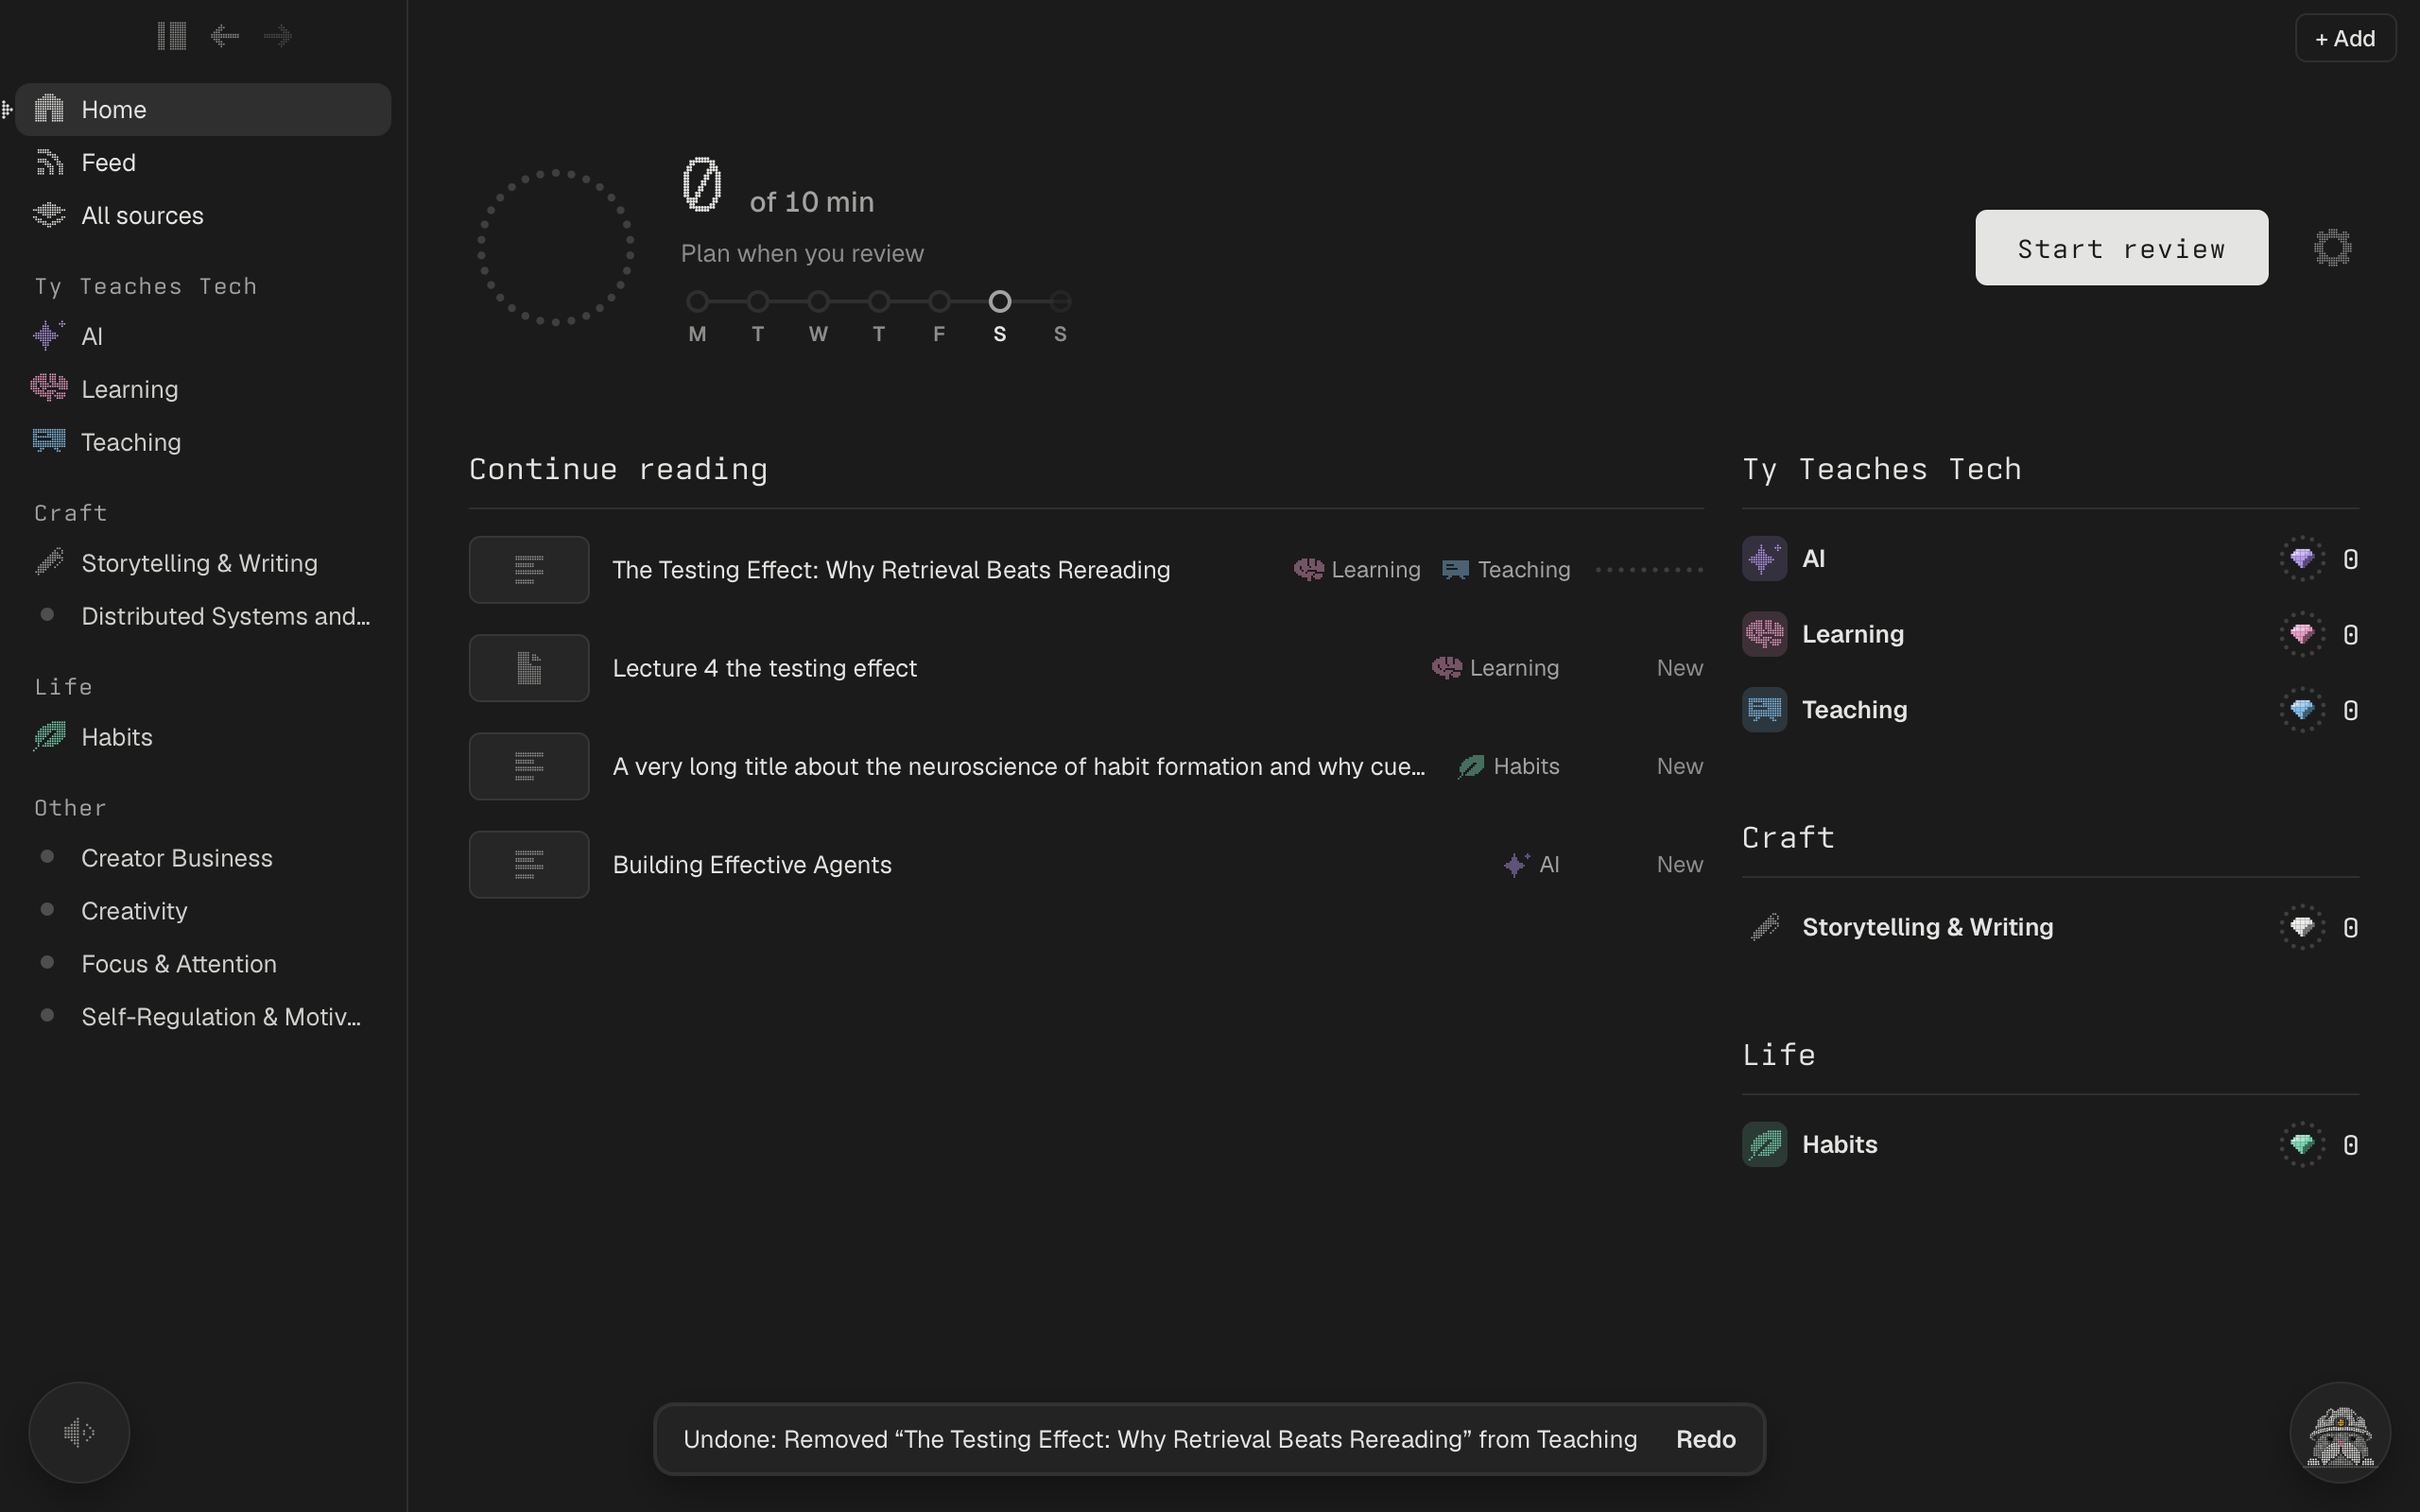 + Add
Home
Feed
All sources
Ty Teaches Tech
AI
Learning
Teaching
Craft
Storytelling & Writing
Distributed Systems and...
Life
Habits
Other
Creator Business
Creativity
Focus & Attention
Self-Regulation & Motiv...
0 of 10 min
Plan when you review
M T W T F S S
Start review
Continue reading
The Testing Effect: Why Retrieval Beats Rereading Learning Teaching
Lecture 4 the testing effect Learning New
A very long title about the neuroscience of habit formation and why cue... Habits New
Building Effective Agents AI New
Ty Teaches Tech
AI 0
Learning 0
Teaching 0
Craft
Storytelling & Writing 0
Life
Habits 0
Undone: Removed “The Testing Effect: Why Retrieval Beats Rereading” from Teaching Redo